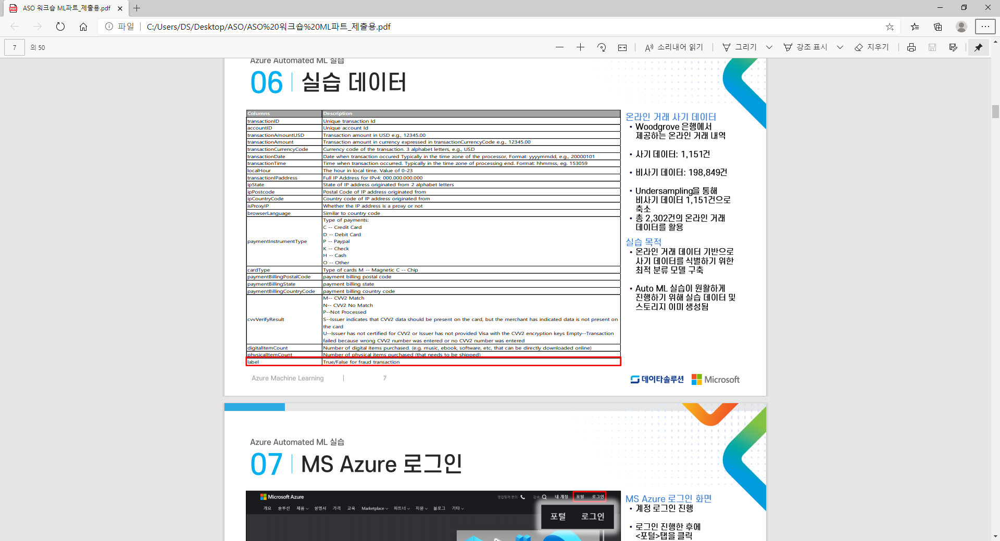 ASO 워크숍 ML파트_제출용.pdf
파일
C:/Users/DS/Desktop/ASO/ASO%20워크숍%20ML파트_제출용.pdf
7 의 50
소리내어 읽기
그리기
강조 표시
지우기
Azure Automated ML 실습
06 실습 데이터
Columns Description
transactionID Unique transaction Id
accountID Unique account Id
transactionAmountUSD Transaction amount in USD e.g., 12345.00
transactionAmount Transaction amount in currency expressed in transactionCurrencyCode e.g., 12345.00
transactionCurrencyCode Currency code of the transaction. 3 alphabet letters, e.g., USD
transactionDate Date when transaction occured Typically in the time zone of the processor, Format: yyyymmdd, e.g., 20000101
transactionTime Time when transaction occurred. Typically in the time zone of processing end. Format: hhmmss, eg. 153059
localHour The hour in local time. Value of 0-23
transactionIPaddress Full IP Address for IPv4: 000.000.000.000
ipState State of IP address originated from 2 alphabet letters
ipPostcode Postal Code of IP address originated from
ipCountryCode Country code of IP address originated from
isProxyIP Whether the IP address is a proxy or not
browserLanguage Similar to country code
paymentInstrumentType Type of payments:
C -- Credit Card
D -- Debit Card
P -- Paypal
K -- Check
H -- Cash
O -- Other
cardType Type of cards M -- Magnetic C -- Chip
paymentBillingPostalCode payment billing postal code
paymentBillingState payment billing state
paymentBillingCountryCode payment billing country code
cvvVerifyResult M-- CVV2 Match
N-- CVV2 No Match
P--Not Processed
S--Issuer indicates that CVV2 data should be present on the card, but the merchant has indicated data is not present on
the card
U--Issuer has not certified for CVV2 or Issuer has not provided Visa with the CVV2 encryption keys Empty--Transaction
failed because wrong CVV2 number was entered or no CVV2 number was entered
digitalItemCount Number of digital items purchased. (e.g. music, ebook, software, etc, that can be directly downloaded online)
physicalItemCount Number of physical items purchased (that needs to be shipped)
label True/False for fraud transaction
온라인 거래 사기 데이터
• Woodgrove 은행에서
제공하는 온라인 거래 내역
• 사기 데이터: 1,151건
• 비사기 데이터: 198,849건
• Undersampling을 통해
비사기 데이터 1,151건으로
축소
• 총 2,302건의 온라인 거래
데이터를 활용
실습 목적
• 온라인 거래 데이터 기반으로
사기 데이터를 식별하기 위한
최적 분류 모델 구축
• Auto ML 실습이 원활하게
진행하기 위해 실습 데이터 및
스토리지 이미 생성됨
Azure Machine Learning | 7
데이타솔루션 Microsoft
Azure Automated ML 실습
07 MS Azure 로그인
Microsoft Azure
영업팀에 문의 검색 내 계정 포털 로그인
개요 솔루션 제품 설명서 가격 교육 Marketplace 파트너 지원 블로그 기타
포털 로그인
MS Azure 로그인 화면
• 계정 로그인 진행
• 로그인 진행한 후에
<포털>탭을 클릭